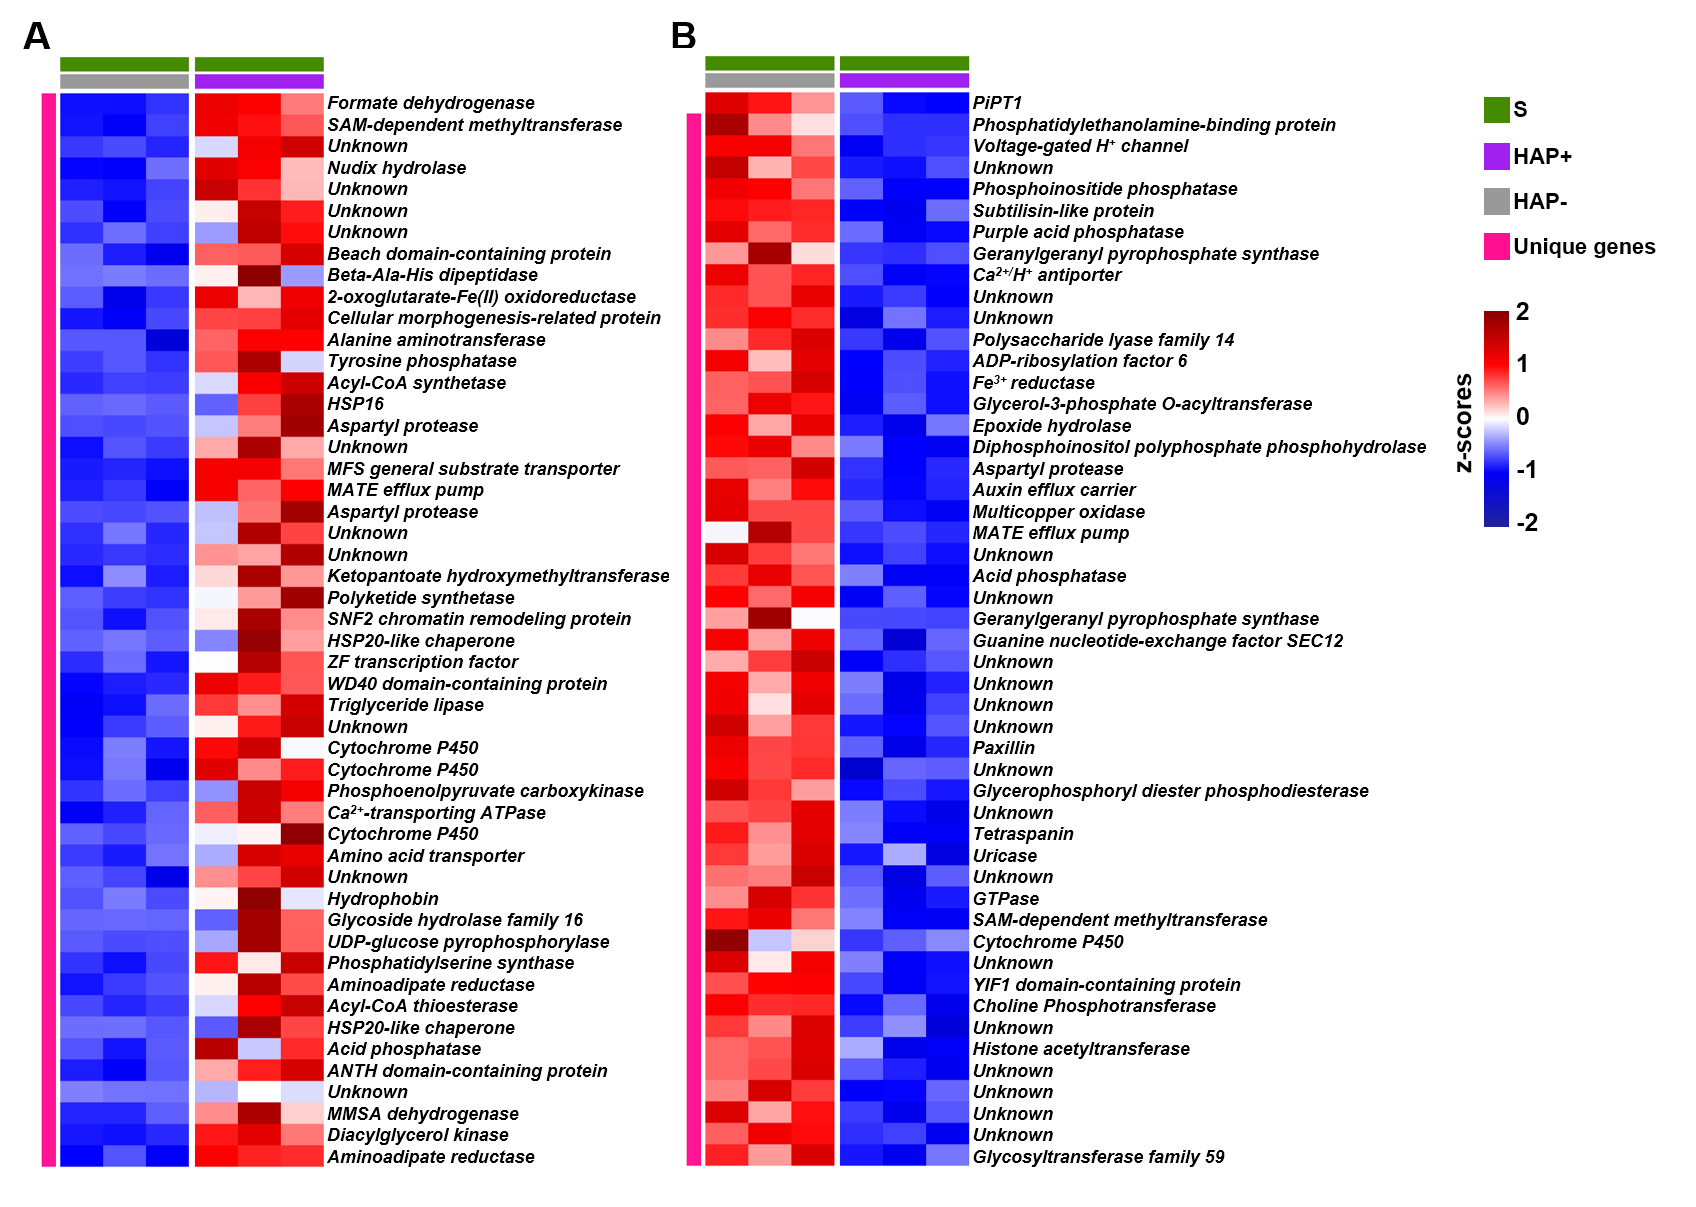 A
Formate dehydrogenase
SAM-dependent methyltransferase
Unknown
Nudix hydrolase
Unknown
Unknown
Unknown
Beach domain-containing protein
Beta-Ala-His dipeptidase
2-oxoglutarate-Fe(II) oxidoreductase
Cellular morphogenesis-related protein
Alanine aminotransferase
Tyrosine phosphatase
Acyl-CoA synthetase
HSP16
Aspartyl protease
Unknown
MFS general substrate transporter
MATE efflux pump
Aspartyl protease
Unknown
Unknown
Ketopantoate hydroxymethyltransferase
Polyketide synthetase
SNF2 chromatin remodeling protein
HSP20-like chaperone
ZF transcription factor
WD40 domain-containing protein
Triglyceride lipase
Unknown
Cytochrome P450
Cytochrome P450
Phosphoenolpyruvate carboxykinase
Ca²⁺-transporting ATPase
Cytochrome P450
Amino acid transporter
Unknown
Hydrophobin
Glycoside hydrolase family 16
UDP-glucose pyrophosphorylase
Phosphatidylserine synthase
Aminoadipate reductase
Acyl-CoA thioesterase
HSP20-like chaperone
Acid phosphatase
ANTH domain-containing protein
Unknown
MMSA dehydrogenase
Diacylglycerol kinase
Aminoadipate reductase
B
PiPT1
Phosphatidylethanolamine-binding protein
Voltage-gated H⁺ channel
Unknown
Phosphoinositide phosphatase
Subtilisin-like protein
Purple acid phosphatase
Geranylgeranyl pyrophosphate synthase
Ca²⁺/H⁺ antiporter
Unknown
Unknown
Polysaccharide lyase family 14
ADP-ribosylation factor 6
Fe³⁺ reductase
Glycerol-3-phosphate O-acyltransferase
Epoxide hydrolase
Diphosphoinositol polyphosphate phosphohydrolase
Aspartyl protease
Auxin efflux carrier
Multicopper oxidase
MATE efflux pump
Unknown
Acid phosphatase
Unknown
Geranylgeranyl pyrophosphate synthase
Guanine nucleotide-exchange factor SEC12
Unknown
Unknown
Unknown
Unknown
Paxillin
Unknown
Glycerophosphoryl diester phosphodiesterase
Unknown
Tetraspanin
Uricase
Unknown
GTPase
SAM-dependent methyltransferase
Cytochrome P450
Unknown
YIF1 domain-containing protein
Choline Phosphotransferase
Unknown
Histone acetyltransferase
Unknown
Unknown
Unknown
Unknown
Glycosyltransferase family 59
S
HAP+
HAP-
Unique genes
z-scores
2
1
0
-1
-2